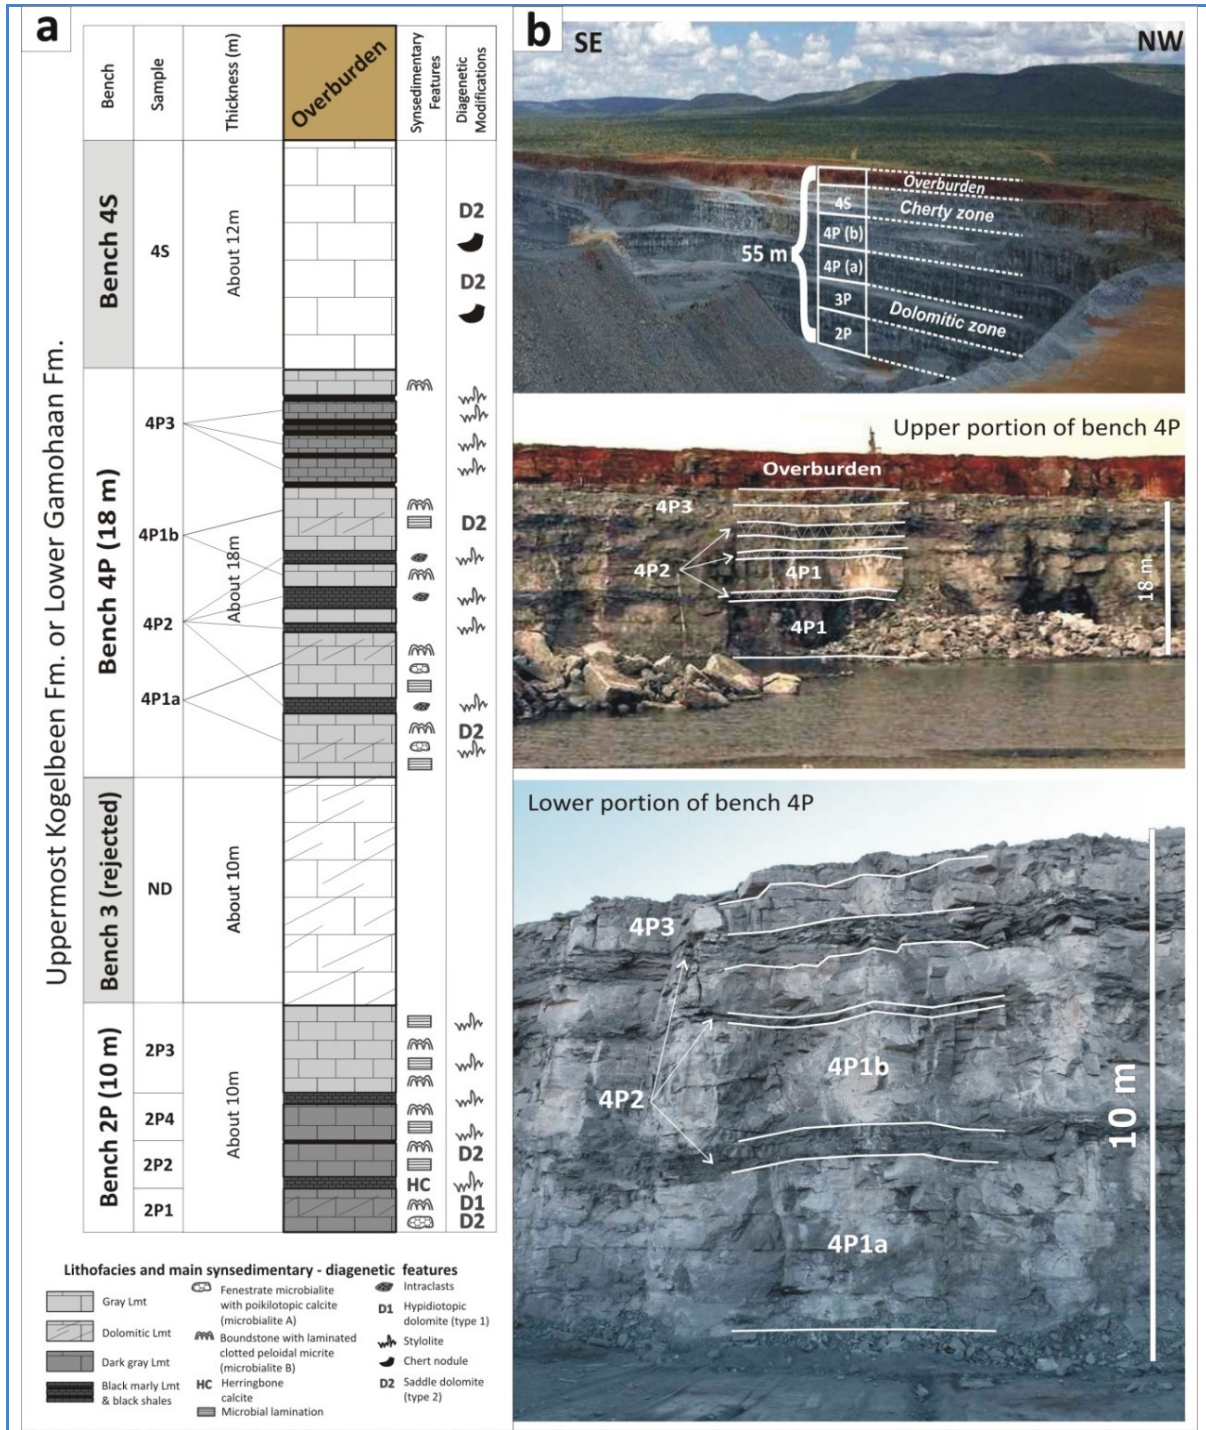 a
Bench
Sample
Thickness (m)
Overburden
Synsedimentary
Features
Diagenetic
Modifications
Uppermost Kogelbeen Fm. or Lower Gamohaan Fm.
Bench 4S
4S
About 12m
D2
D2
Bench 4P (18 m)
4P3
4P1b
4P2
4P1a
About 18m
D2
D2
Bench 3 (rejected)
ND
About 10m
Bench 2P (10 m)
2P3
2P4
2P2
2P1
About 10m
D2
HC
D1
D2
Lithofacies and main synsedimentary - diagenetic features
Gray Lmt
Dolomitic Lmt
Dark gray Lmt
Black marly Lmt
& black shales
Fenestrate microbialite
with poikilotopic calcite
(microbialite A)
Boundstone with laminated
clotted peloidal micrite
(microbialite B)
HC Herringbone
calcite
Microbial lamination
Intraclasts
D1 Hypidiotopic
dolomite (type 1)
Stylolite
Chert nodule
D2 Saddle dolomite
(type 2)
b
SE
NW
55 m
4S
4P (b)
4P (a)
3P
2P
Overburden
Cherty zone
Dolomitic zone
Upper portion of bench 4P
Overburden
4P3
4P2
4P1
4P1
18 m
Lower portion of bench 4P
4P3
4P1b
4P2
4P1a
10 m